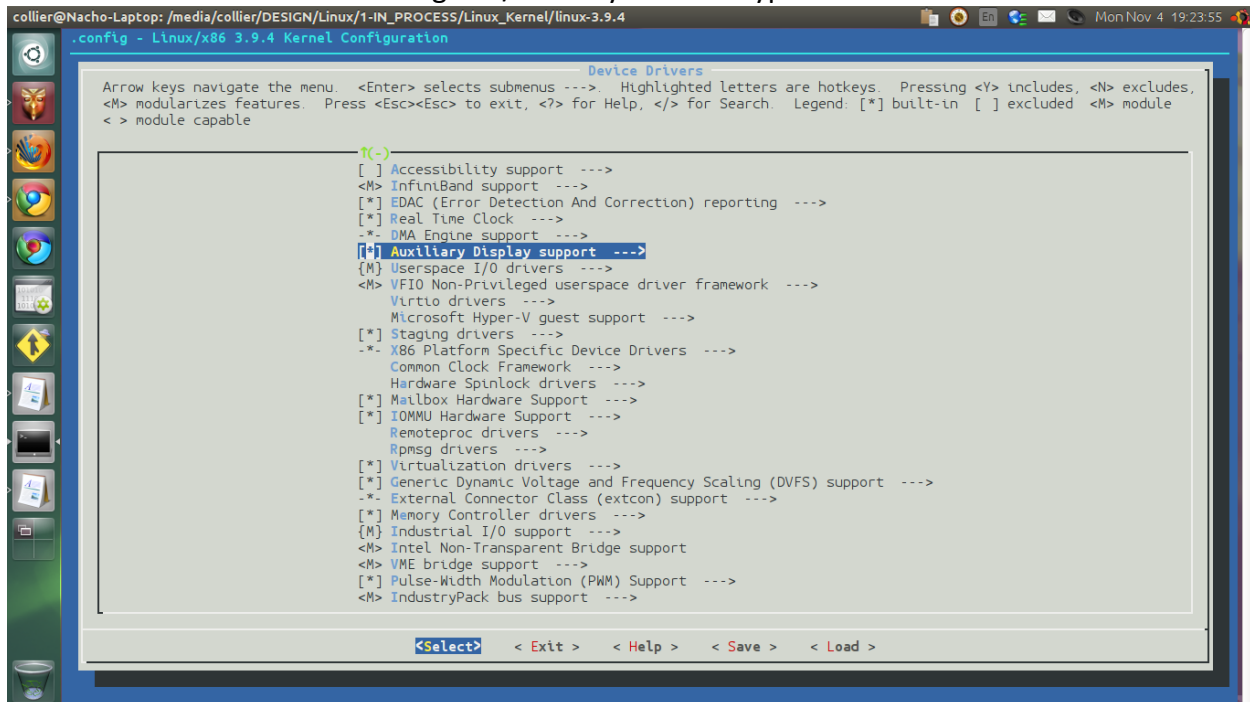 collier@Nacho-Laptop: /media/collier/DESIGN/Linux/1-IN_PROCESS/Linux_Kernel/linux-3.9.4 En Mon Nov 4 19:23:55
.config - Linux/x86 3.9.4 Kernel Configuration
Device Drivers
Arrow keys navigate the menu. <Enter> selects submenus --->. Highlighted letters are hotkeys. Pressing <Y> includes, <N> excludes,
<M> modularizes features. Press <Esc><Esc> to exit, <?> for Help, </> for Search. Legend: [*] built-in [ ] excluded <M> module
< > module capable
↑(-)
[ ] Accessibility support --->
<M> InfiniBand support --->
[*] EDAC (Error Detection And Correction) reporting --->
[*] Real Time Clock --->
-*- DMA Engine support --->
[*] Auxiliary Display support --->
{M} Userspace I/O drivers --->
<M> VFIO Non-Privileged userspace driver framework --->
Virtio drivers --->
Microsoft Hyper-V guest support --->
[*] Staging drivers --->
-*- X86 Platform Specific Device Drivers --->
Common Clock Framework --->
Hardware Spinlock drivers --->
[*] Mailbox Hardware Support --->
[*] IOMMU Hardware Support --->
Remoteproc drivers --->
Rpmsg drivers --->
[*] Virtualization drivers --->
[*] Generic Dynamic Voltage and Frequency Scaling (DVFS) support --->
-*- External Connector Class (extcon) support --->
[*] Memory Controller drivers --->
{M} Industrial I/O support --->
<M> Intel Non-Transparent Bridge support
<M> VME bridge support --->
[*] Pulse-Width Modulation (PWM) Support --->
<M> IndustryPack bus support --->
<Select> < Exit > < Help > < Save > < Load >